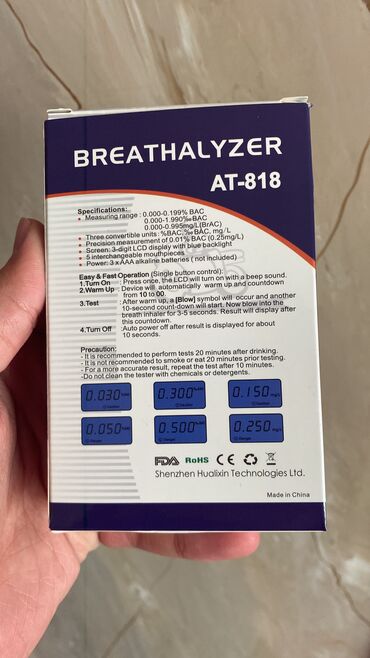 BREATHALYZER
AT-818
Specifications:
• Measuring range : 0.000-0.199% BAC
0.000-1.990‰ BAC
0.000-0.995mg/L(BrAC)
• Three convertible units: %BAC,‰ BAC, mg/L
• Precision measurement of 0.01% BAC (0.25mg/L)
• Screen: 3-digit LCD display with blue backlight
• 5 interchangeable mouthpieces
• Power: 3 x AAA alkaline batteries ( not included)
Easy & Fast Operation (Single button control):
1.Turn On : Press once, the LCD will turn on with a beep sound.
2.Warm Up : Device will automatically warm up and countdown
from 10 to 00.
3.Test : After warm up, a [Blow] symbol will occur and another
10-second count-down will start. Now blow into the
breath inhaler for 3-5 seconds. Result will display after
this countdown.
4.Turn Off : Auto power off after result is displayed for about
10 seconds.
Precaution:
- It is recommended to perform tests 20 minutes after drinking.
- It is not recommended to smoke or eat 20 minutes prior testing.
- For a more accurate result, repeat the test after 10 minutes.
-Do not clean the tester with chemicals or detergents.
0.030 0.300 0.150
0.050 0.500 0.250
FDA RoHS CE
Shenzhen Hualixin Technologies Ltd.
Made in China